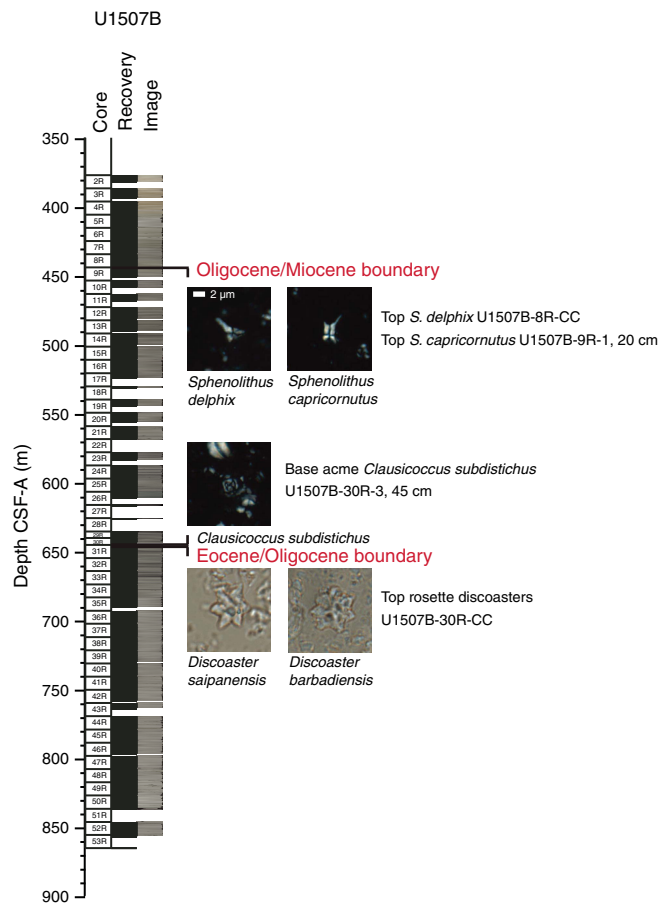 U1507B
Core
Recovery
Image
Depth CSF-A (m)
350
400
450
500
550
600
650
700
750
800
850
900
2R
3R
4R
5R
6R
7R
8R
9R
10R
11R
12R
13R
14R
15R
16R
17R
18R
19R
20R
21R
22R
23R
24R
25R
26R
27R
28R
29R
30R
31R
32R
33R
34R
35R
36R
37R
38R
39R
40R
41R
42R
43R
44R
45R
46R
47R
48R
49R
50R
51R
52R
53R
Oligocene/Miocene boundary
2 µm
Top S. delphix U1507B-8R-CC
Top S. capricornutus U1507B-9R-1, 20 cm
Sphenolithus
delphix
Sphenolithus
capricornutus
Base acme Clausicoccus subdistichus
U1507B-30R-3, 45 cm
Clausicoccus subdistichus
Eocene/Oligocene boundary
Top rosette discoasters
U1507B-30R-CC
Discoaster
saipanensis
Discoaster
barbadiensis